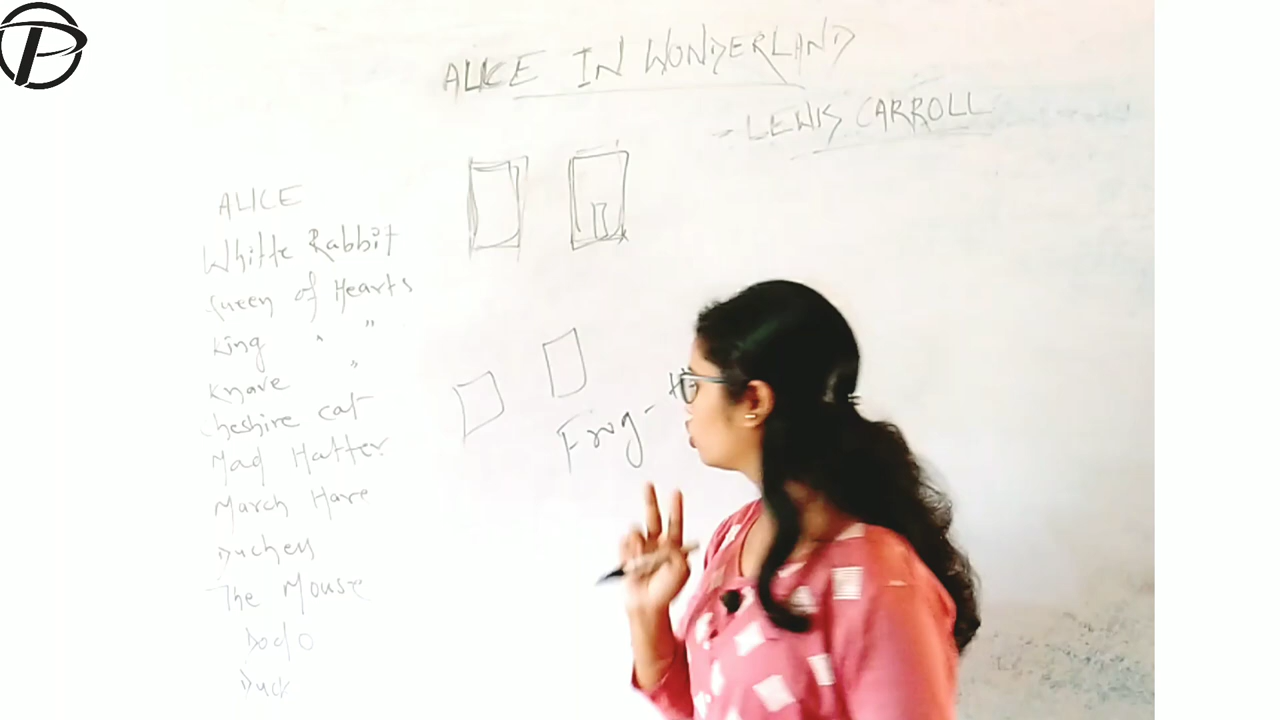 ALICE IN WONDERLAND
- LEWIS CARROLL
ALICE
White Rabbit
Queen of Hearts
King " "
Knave "
Cheshire cat
Mad Hatter
March Hare
Duchess
The Mouse
Dodo
Duck
Frog -